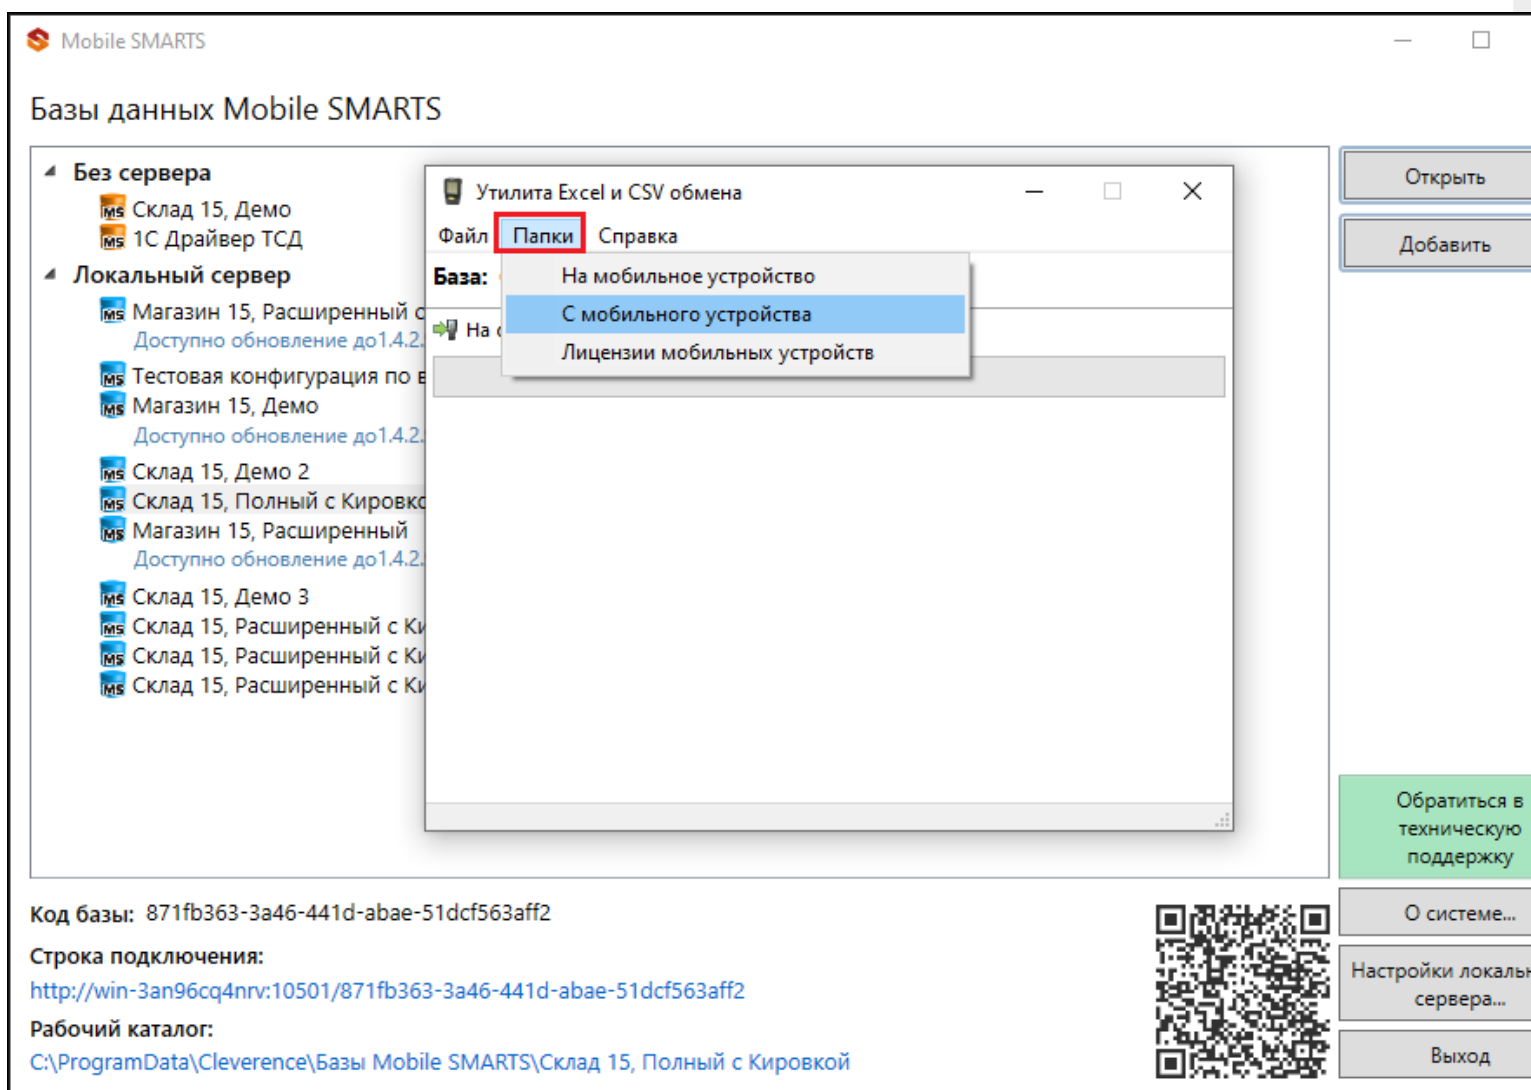 Mobile SMARTS
Базы данных Mobile SMARTS
Без сервера
Склад 15, Демо
1С Драйвер ТСД
Локальный сервер
Магазин 15, Расширенный с
Доступно обновление до1.4.2.
Тестовая конфигурация по в
Магазин 15, Демо
Доступно обновление до1.4.2.
Склад 15, Демо 2
Склад 15, Полный с Кировко
Магазин 15, Расширенный
Доступно обновление до1.4.2.
Склад 15, Демо 3
Склад 15, Расширенный с Ки
Склад 15, Расширенный с Ки
Склад 15, Расширенный с Ки
Утилита Excel и CSV обмена
Файл Папки Справка
База:
На с
На мобильное устройство
С мобильного устройства
Лицензии мобильных устройств
Открыть
Добавить
Обратиться в
техническую
поддержку
О системе...
Настройки локальн
сервера...
Выход
Код базы: 871fb363-3a46-441d-abae-51dcf563aff2
Строка подключения:
http://win-3an96cq4nrv:10501/871fb363-3a46-441d-abae-51dcf563aff2
Рабочий каталог:
C:\ProgramData\Cleverence\Базы Mobile SMARTS\Склад 15, Полный с Кировкой